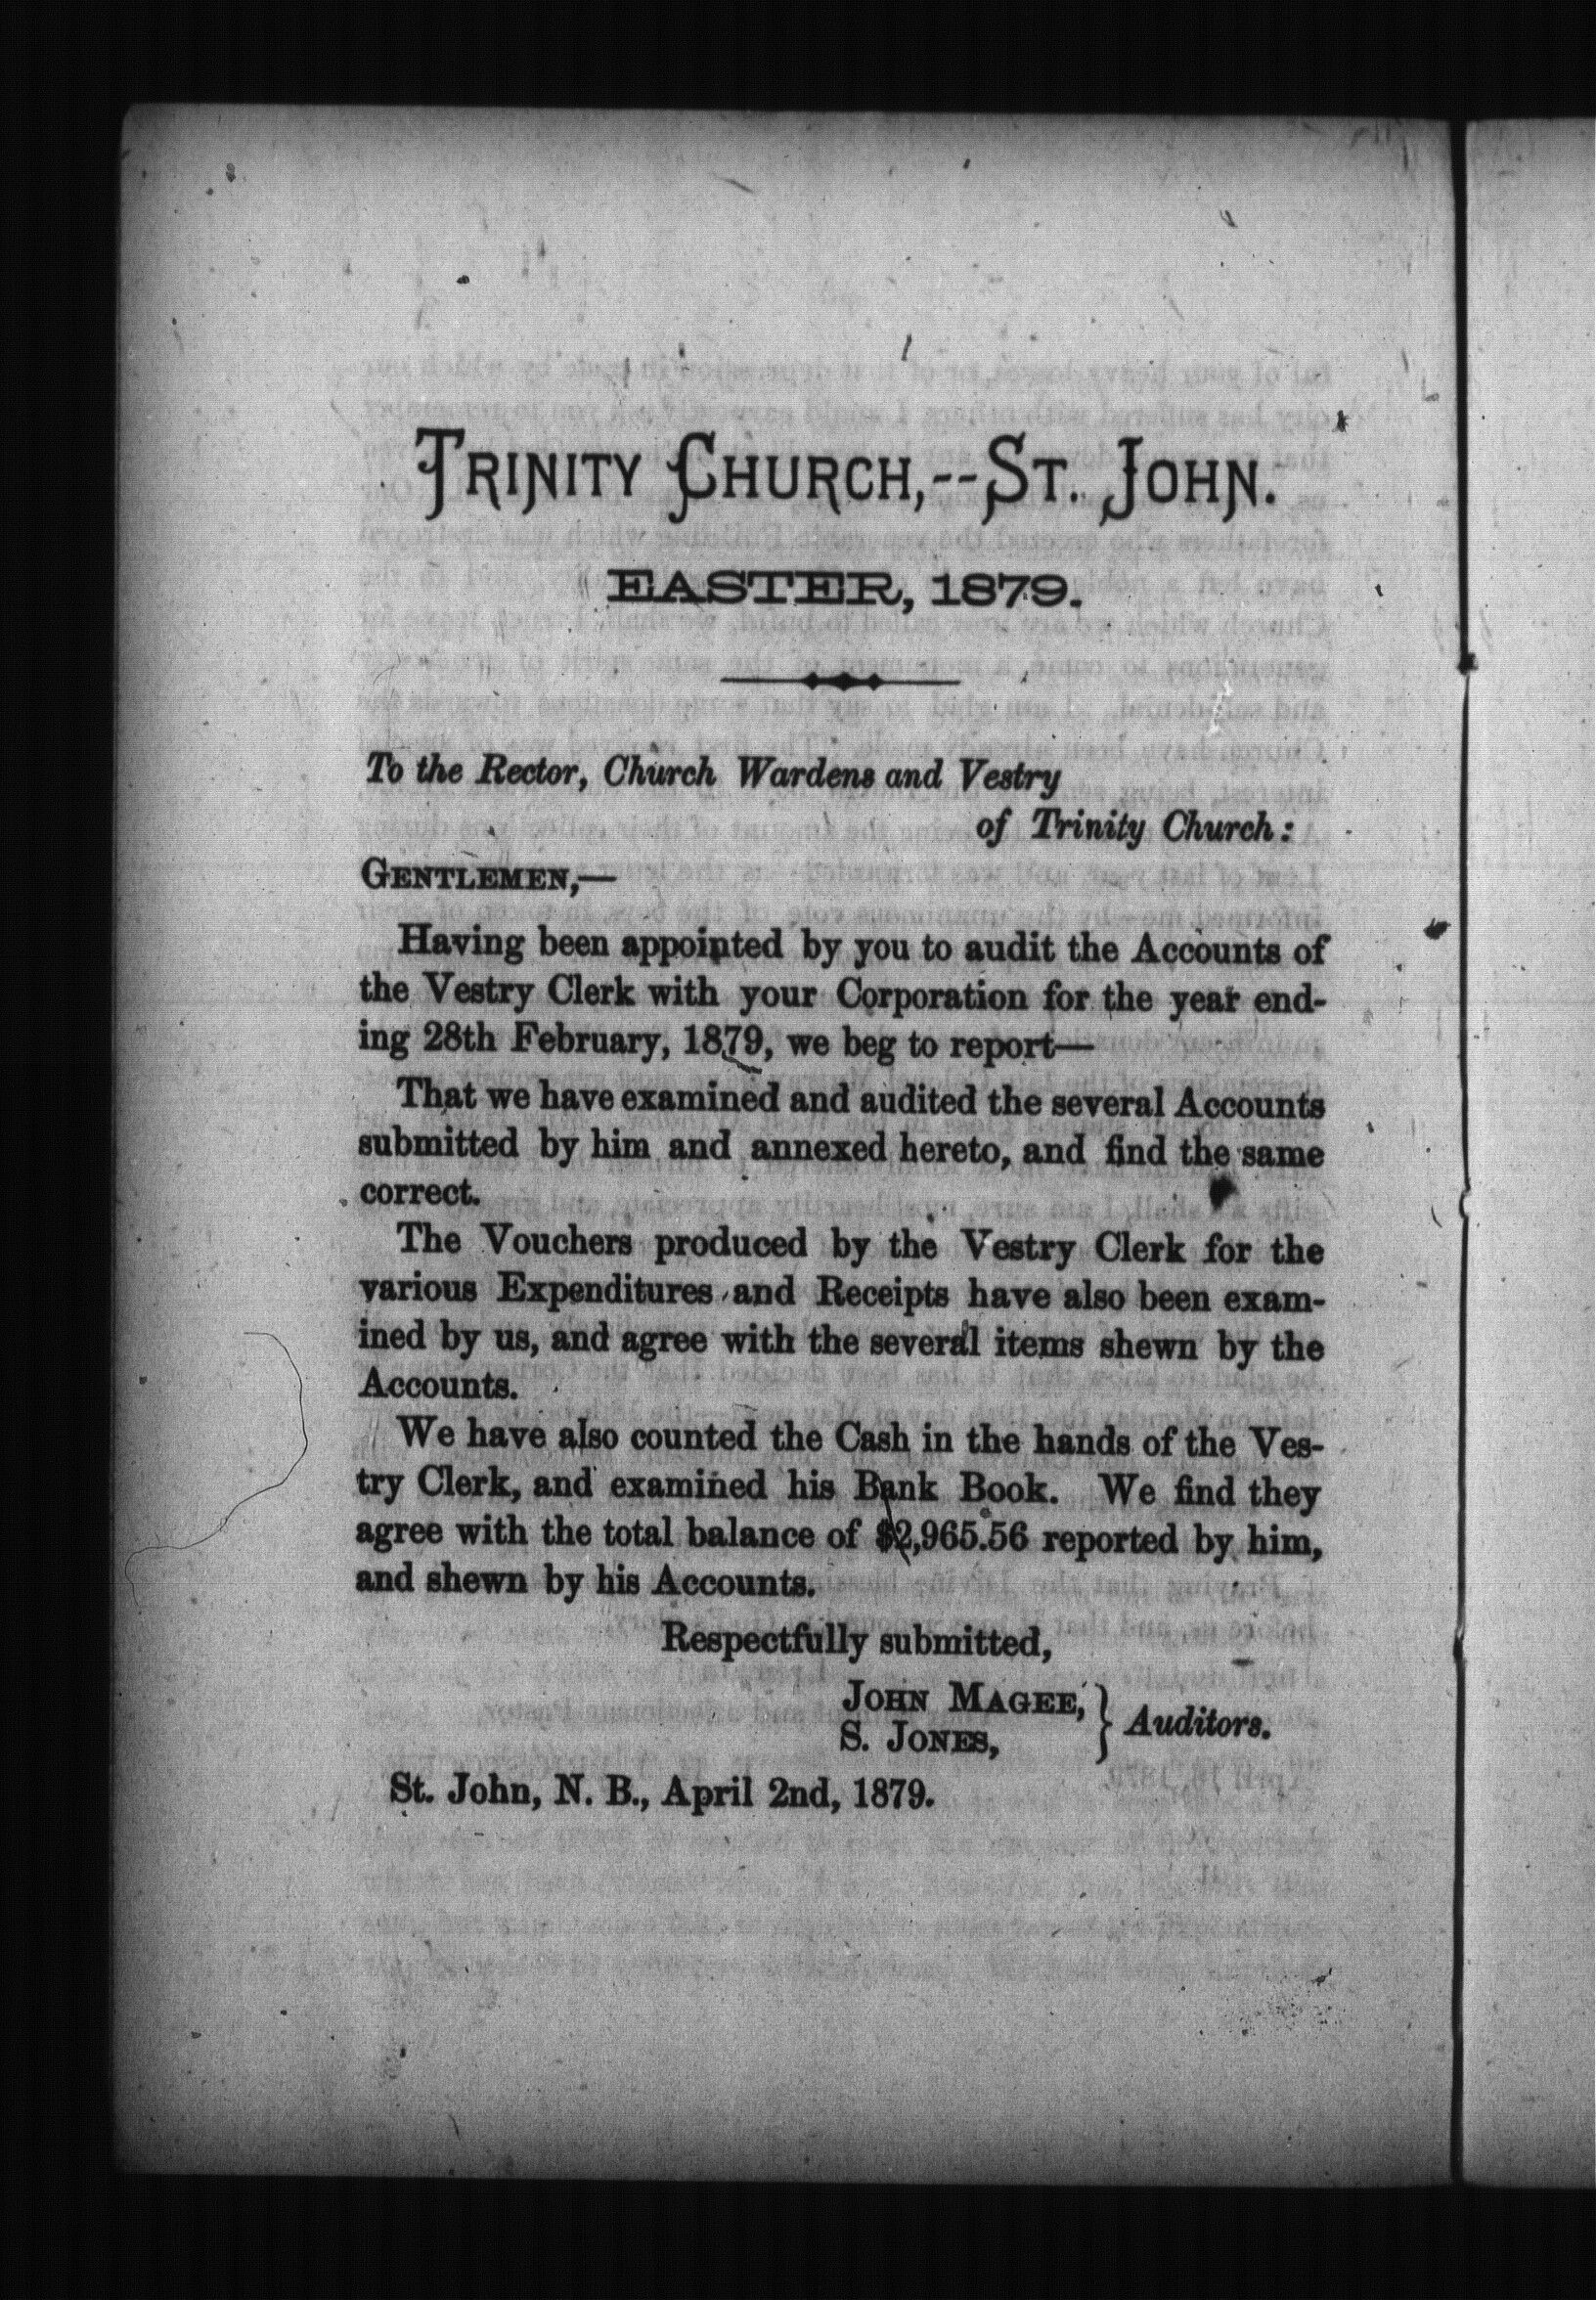 TRINITY CHURCH,--ST. JOHN.
EASTER, 1879.
To the Rector, Church Wardens and Vestry
of Trinity Church:
GENTLEMEN,—
Having been appointed by you to audit the Accounts of
the Vestry Clerk with your Corporation for the year end-
ing 28th February, 1879, we beg to report—
That we have examined and audited the several Accounts
submitted by him and annexed hereto, and find the same
correct.
The Vouchers produced by the Vestry Clerk for the
various Expenditures and Receipts have also been exam-
ined by us, and agree with the several items shewn by the
Accounts.
We have also counted the Cash in the hands of the Ves-
try Clerk, and examined his Bank Book. We find they
agree with the total balance of $2,965.56 reported by him,
and shewn by his Accounts.
Respectfully submitted,
JOHN MAGEE, } Auditors.
S. JONES,
St. John, N. B., April 2nd, 1879.